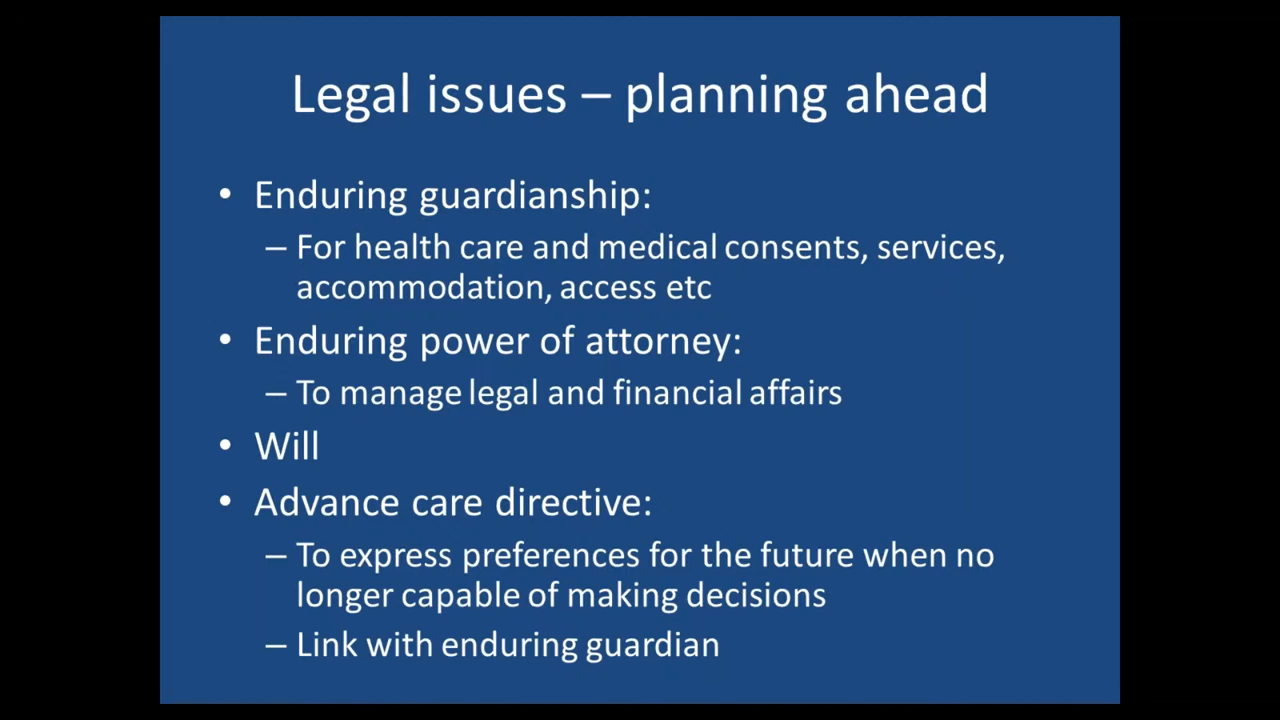 Legal issues – planning ahead
• Enduring guardianship:
– For health care and medical consents, services,
accommodation, access etc
• Enduring power of attorney:
– To manage legal and financial affairs
• Will
• Advance care directive:
– To express preferences for the future when no
longer capable of making decisions
– Link with enduring guardian